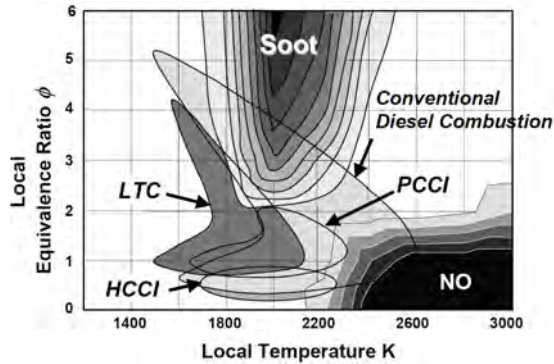 6
5
4
3
2
1
0
Local
Equivalence Ratio ϕ
Soot
Conventional
Diesel Combustion
LTC
PCCI
HCCI
NO
1400 1800 2200 2600 3000
Local Temperature K